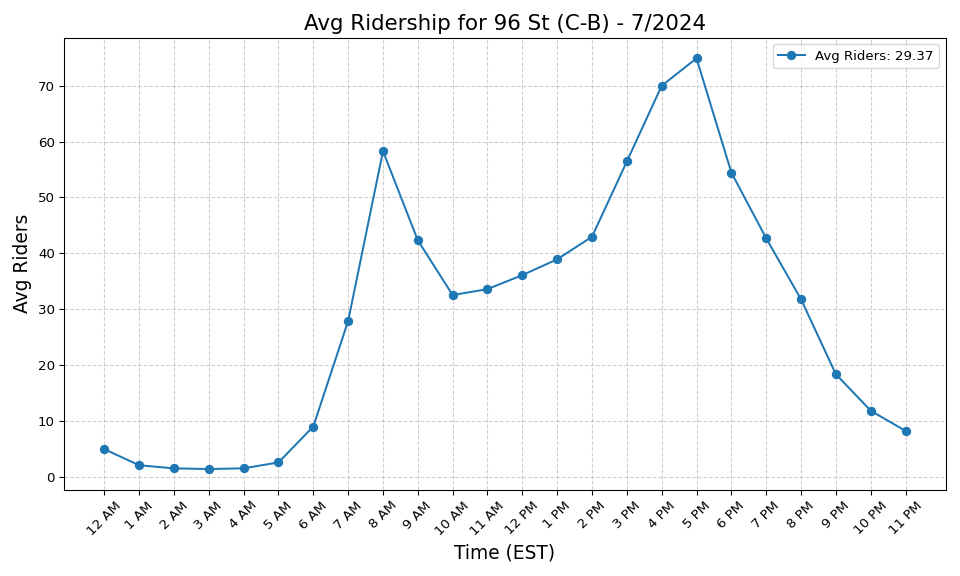 Avg Ridership for 96 St (C-B) - 7/2024
Avg Riders: 29.37
Avg Riders
70
60
50
40
30
20
10
0
12 AM
1 AM
2 AM
3 AM
4 AM
5 AM
6 AM
7 AM
8 AM
9 AM
10 AM
11 AM
12 PM
1 PM
2 PM
3 PM
4 PM
5 PM
6 PM
7 PM
8 PM
9 PM
10 PM
11 PM
Time (EST)